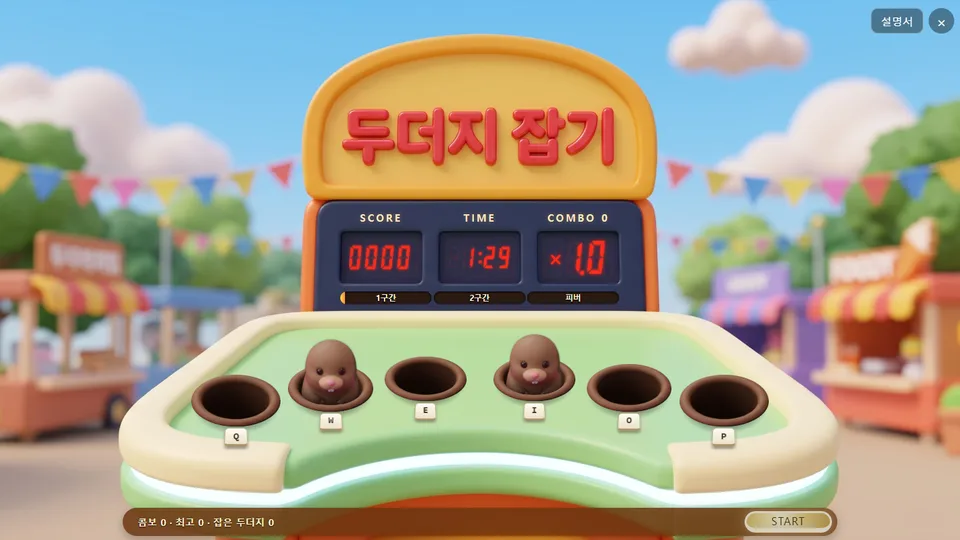 설명서 ×
두더지 잡기
SCORE TIME COMBO 0
0000 1:29 ×1.0
1구간 2구간 피버
Q W E I O P
콤보 0 · 최고 0 · 잡은 두더지 0
START